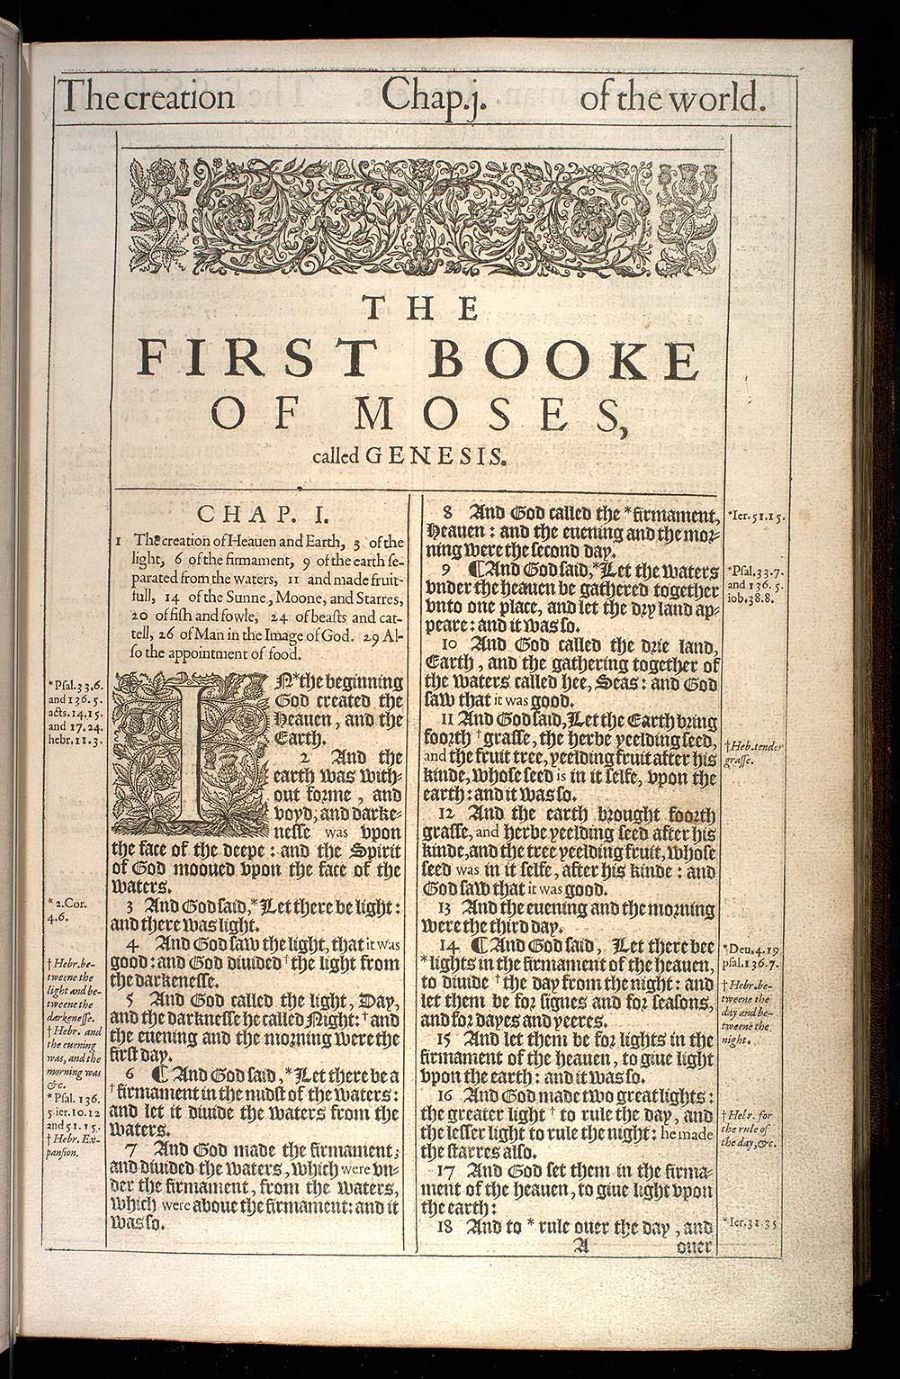 The creation Chap.j. of the world.
THE
FIRST BOOKE
OF MOSES,
called GENESIS.
CHAP. I.
1 The creation of Heauen and Earth, 3 of the
light, 6 of the firmament, 9 of the earth se-
parated from the waters, 11 and made fruit-
full, 14 of the Sunne, Moone, and Starres,
20 of fish and fowle, 24 of beasts and cat-
tell, 26 of Man in the Image of God. 29 Al-
so the appointment of food.
IN *the beginning
God created the
Heauen, and the
Earth.
2 And the
earth was with-
out forme, and
voyd, and darke-
nesse was vpon
the face of the deepe: and the Spirit
of God mooued vpon the face of the
waters.
3 And God said, *Let there be light:
and there was light.
4 And God saw the light, that it was
good: and God diuided †the light from
the darkenesse.
5 And God called the light, Day,
and the darknesse he called Night: †and
the euening and the morning were the
first day.
6 ¶ And God said, *Let there be a
†firmament in the midst of the waters:
and let it diuide the waters from the
waters.
7 And God made the firmament;
and diuided the waters, which were vn-
der the firmament, from the waters,
which were aboue the firmament: and it
was so.
*Psal.33.6.
and 136.5.
acts.14.15.
and 17.24.
hebr.11.3.
*2.Cor.
4.6.
†Hebr.be-
tweene the
light and be-
tweene the
darkenesse.
†Hebr. and
the euening
was, and the
morning was
&c.
*Psal.136.
5.ier.10.12
and 51.15.
†Hebr. Ex-
pansion.
8 And God called the *firmament,
Heauen: and the euening and the mor-
ning were the second day.
9 ¶ And God said, *Let the waters
vnder the heauen be gathered together
vnto one place, and let the dry land ap-
peare: and it was so.
10 And God called the drie land,
Earth, and the gathering together of
the waters called hee, Seas: and God
saw that it was good.
11 And God said, Let the Earth bring
foorth †grasse, the herbe yeelding seed,
and the fruit tree, yeelding fruit after his
kinde, whose seed is in it selfe, vpon the
earth: and it was so.
12 And the earth brought foorth
grasse, and herbe yeelding seed after his
kinde, and the tree yeelding fruit, whose
seed was in it selfe, after his kinde: and
God saw that it was good.
13 And the euening and the morning
were the third day.
14 ¶ And God said, Let there bee
*lights in the firmament of the heauen,
to diuide †the day from the night: and
let them be for signes and for seasons,
and for dayes and yeeres.
15 And let them be for lights in the
firmament of the heauen, to giue light
vpon the earth: and it was so.
16 And God made two great lights:
the greater light †to rule the day, and
the lesser light to rule the night: he made
the starres also.
17 And God set them in the firma-
ment of the heauen, to giue light vpon
the earth:
18 And to *rule ouer the day, and
A ouer
*Ier.51.15.
*Psal.33.7.
and 136.5.
iob.38.8.
†Heb.tender
grasse.
*Deu.4.19
psal.136.7.
†Hebr.be-
tweene the
day and be-
tweene the
night.
†Hebr. for
the rule of
the day, &c.
*Ier.31.35